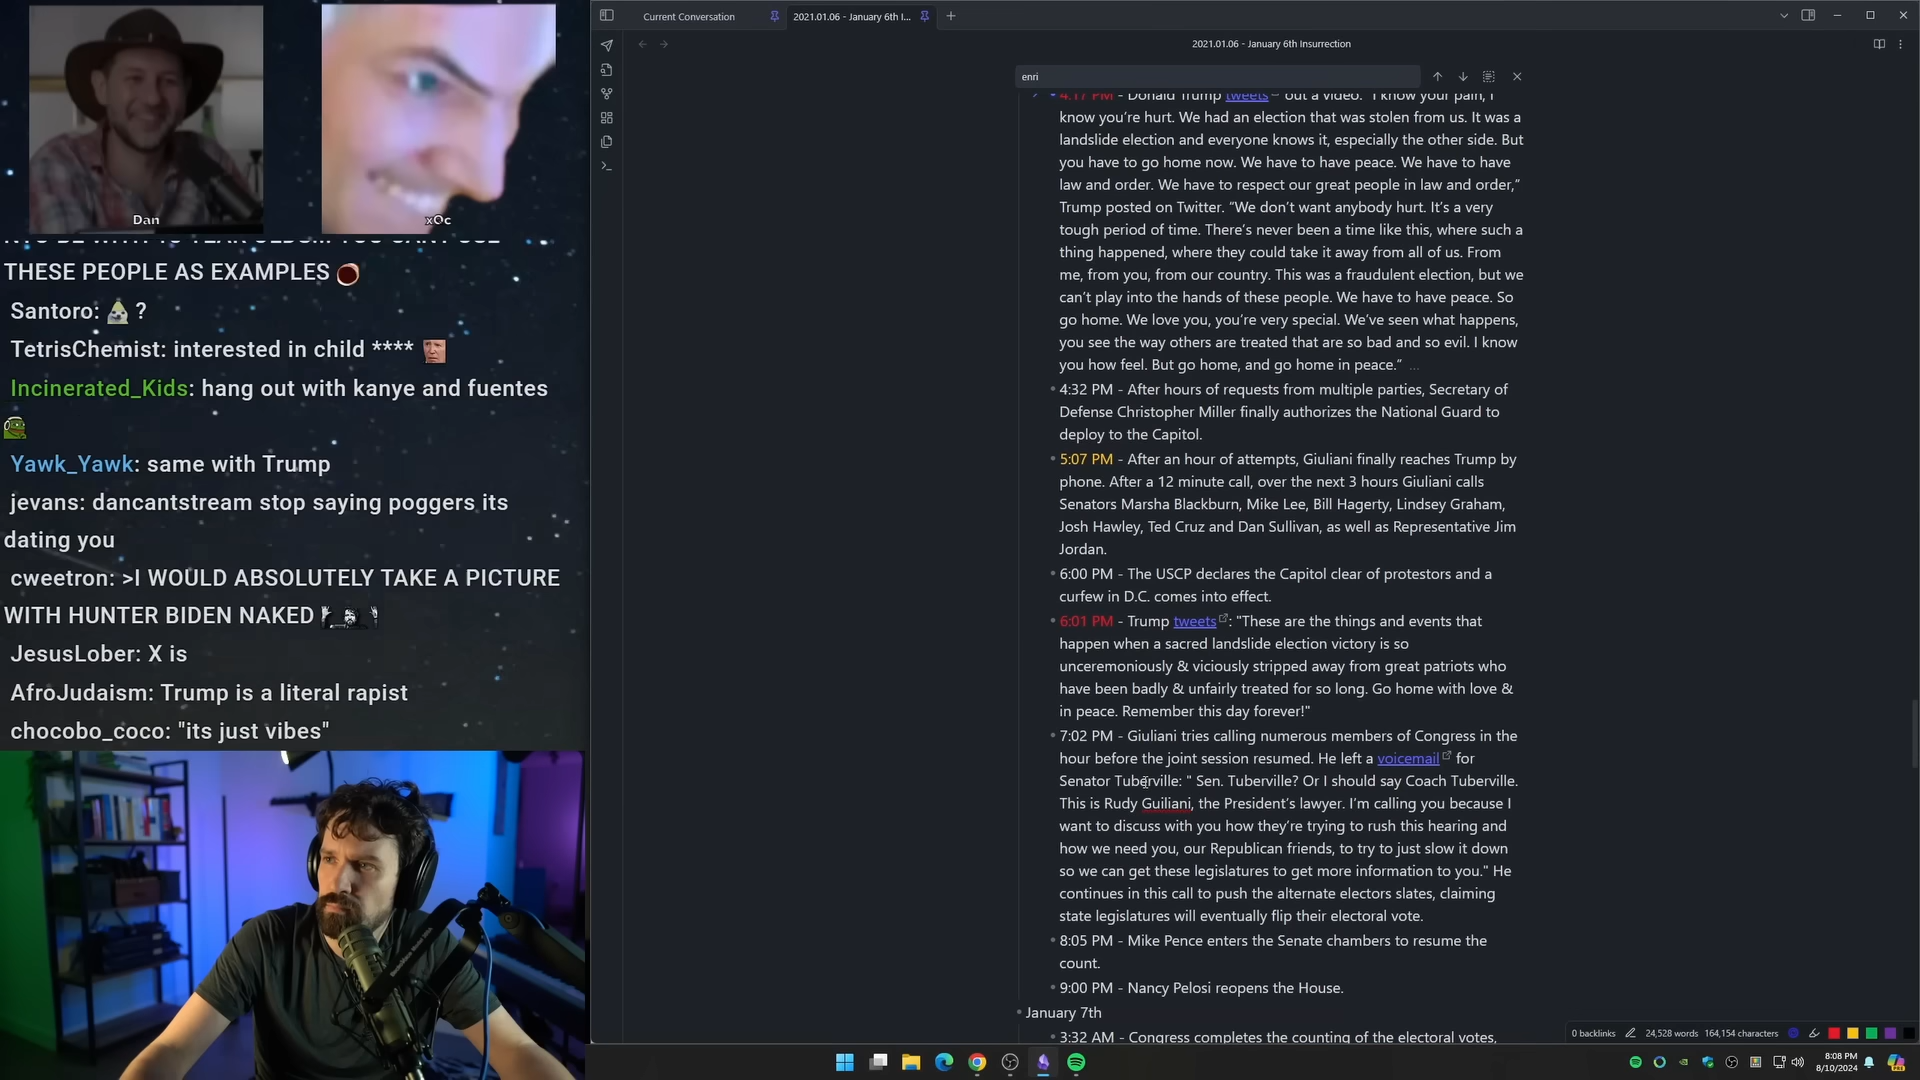 Dan
xQc
THESE PEOPLE AS EXAMPLES
Santoro: ?
TetrisChemist: interested in child ****
Incinerated_Kids: hang out with kanye and fuentes
Yawk_Yawk: same with Trump
jevans: dancantstream stop saying poggers its
dating you
cweetron: >I WOULD ABSOLUTELY TAKE A PICTURE
WITH HUNTER BIDEN NAKED
JesusLober: X is
AfroJudaism: Trump is a literal rapist
chocobo_coco: "its just vibes"
Current Conversation
2021.01.06 - January 6th I...
2021.01.06 - January 6th Insurrection
enri
4:17 PM - Donald Trump tweets out a video. "I know your pain, I
know you're hurt. We had an election that was stolen from us. It was a
landslide election and everyone knows it, especially the other side. But
you have to go home now. We have to have peace. We have to have
law and order. We have to respect our great people in law and order,"
Trump posted on Twitter. "We don't want anybody hurt. It's a very
tough period of time. There's never been a time like this, where such a
thing happened, where they could take it away from all of us. From
me, from you, from our country. This was a fraudulent election, but we
can't play into the hands of these people. We have to have peace. So
go home. We love you, you're very special. We've seen what happens,
you see the way others are treated that are so bad and so evil. I know
you how feel. But go home, and go home in peace." ...
4:32 PM - After hours of requests from multiple parties, Secretary of
Defense Christopher Miller finally authorizes the National Guard to
deploy to the Capitol.
5:07 PM - After an hour of attempts, Giuliani finally reaches Trump by
phone. After a 12 minute call, over the next 3 hours Giuliani calls
Senators Marsha Blackburn, Mike Lee, Bill Hagerty, Lindsey Graham,
Josh Hawley, Ted Cruz and Dan Sullivan, as well as Representative Jim
Jordan.
6:00 PM - The USCP declares the Capitol clear of protestors and a
curfew in D.C. comes into effect.
6:01 PM - Trump tweets: "These are the things and events that
happen when a sacred landslide election victory is so
unceremoniously & viciously stripped away from great patriots who
have been badly & unfairly treated for so long. Go home with love &
in peace. Remember this day forever!"
7:02 PM - Giuliani tries calling numerous members of Congress in the
hour before the joint session resumed. He left a voicemail for
Senator Tuberville: " Sen. Tuberville? Or I should say Coach Tuberville.
This is Rudy Guiliani, the President's lawyer. I'm calling you because I
want to discuss with you how they're trying to rush this hearing and
how we need you, our Republican friends, to try to just slow it down
so we can get these legislatures to get more information to you." He
continues in this call to push the alternate electors slates, claiming
state legislatures will eventually flip their electoral vote.
8:05 PM - Mike Pence enters the Senate chambers to resume the
count.
9:00 PM - Nancy Pelosi reopens the House.
January 7th
3:32 AM - Congress completes the counting of the electoral votes,
0 backlinks
24,528 words
164,154 characters
8:08 PM
8/10/2024